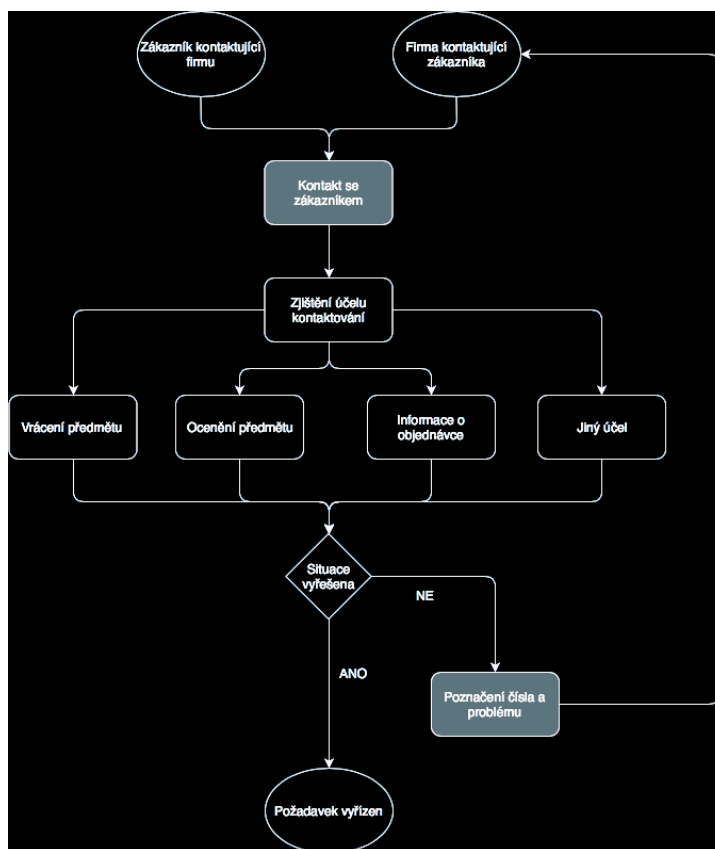 Zákazník kontaktující
firmu
Firma kontaktující
zákazníka
Kontakt se
zákazníkem
Zjištění účelu
kontaktování
Vrácení předmětu
Ocenění předmětu
Informace o
objednávce
Jiný účel
Situace
vyřešena
NE
ANO
Poznačení čísla a
problému
Požadavek vyřízen